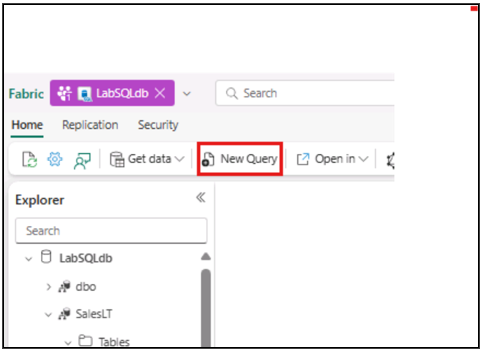 Fabric LabSQLdb Search
Home Replication Security
Get data New Query Open in
Explorer
Search
LabSQLdb
dbo
SalesLT
Tables